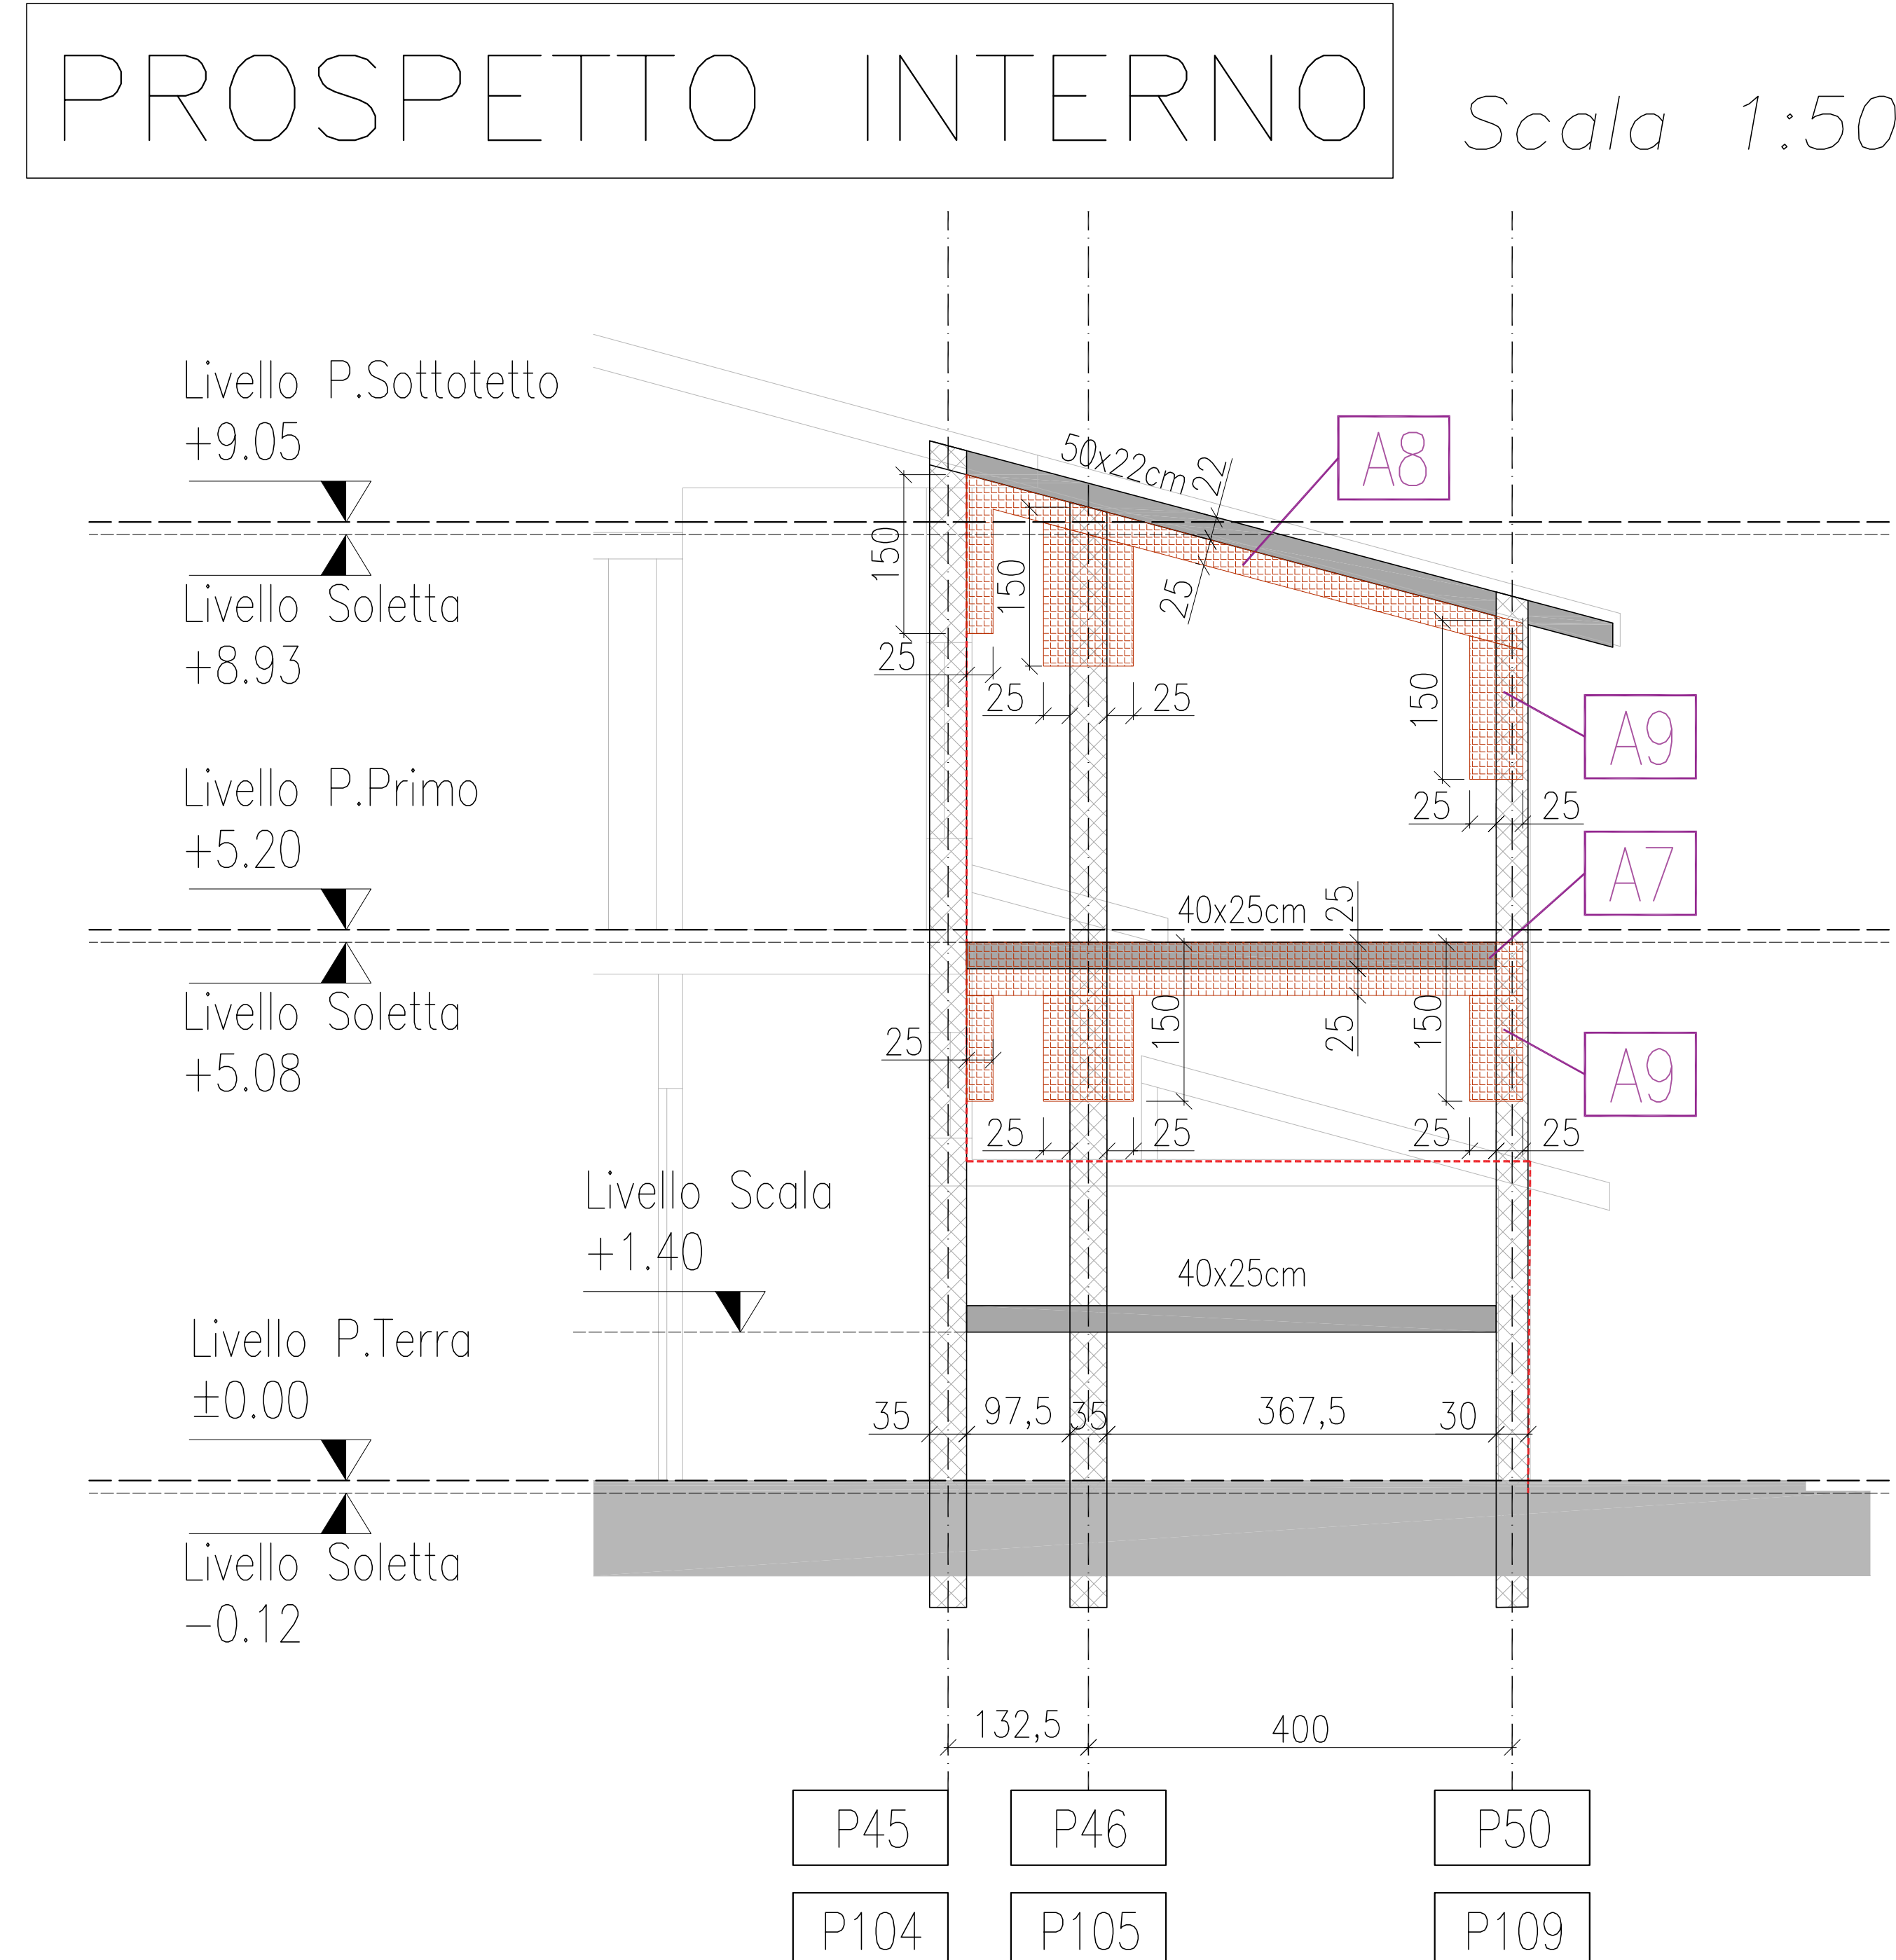 PROSPETTO INTERNO
Scala 1:50
Livello P.Sottotetto
+9.05
Livello Soletta
+8.93
Livello P.Primo
+5.20
Livello Soletta
+5.08
Livello Scala
+1.40
Livello P.Terra
±0.00
Livello Soletta
-0.12
50x22cm
22
A8
150
150
25
25
25
25
150
A9
25
25
A7
40x25cm
25
150
25
150
25
A9
25
25
25
25
40x25cm
35
97,5
35
367,5
30
132,5
400
P45
P46
P50
P104
P105
P109